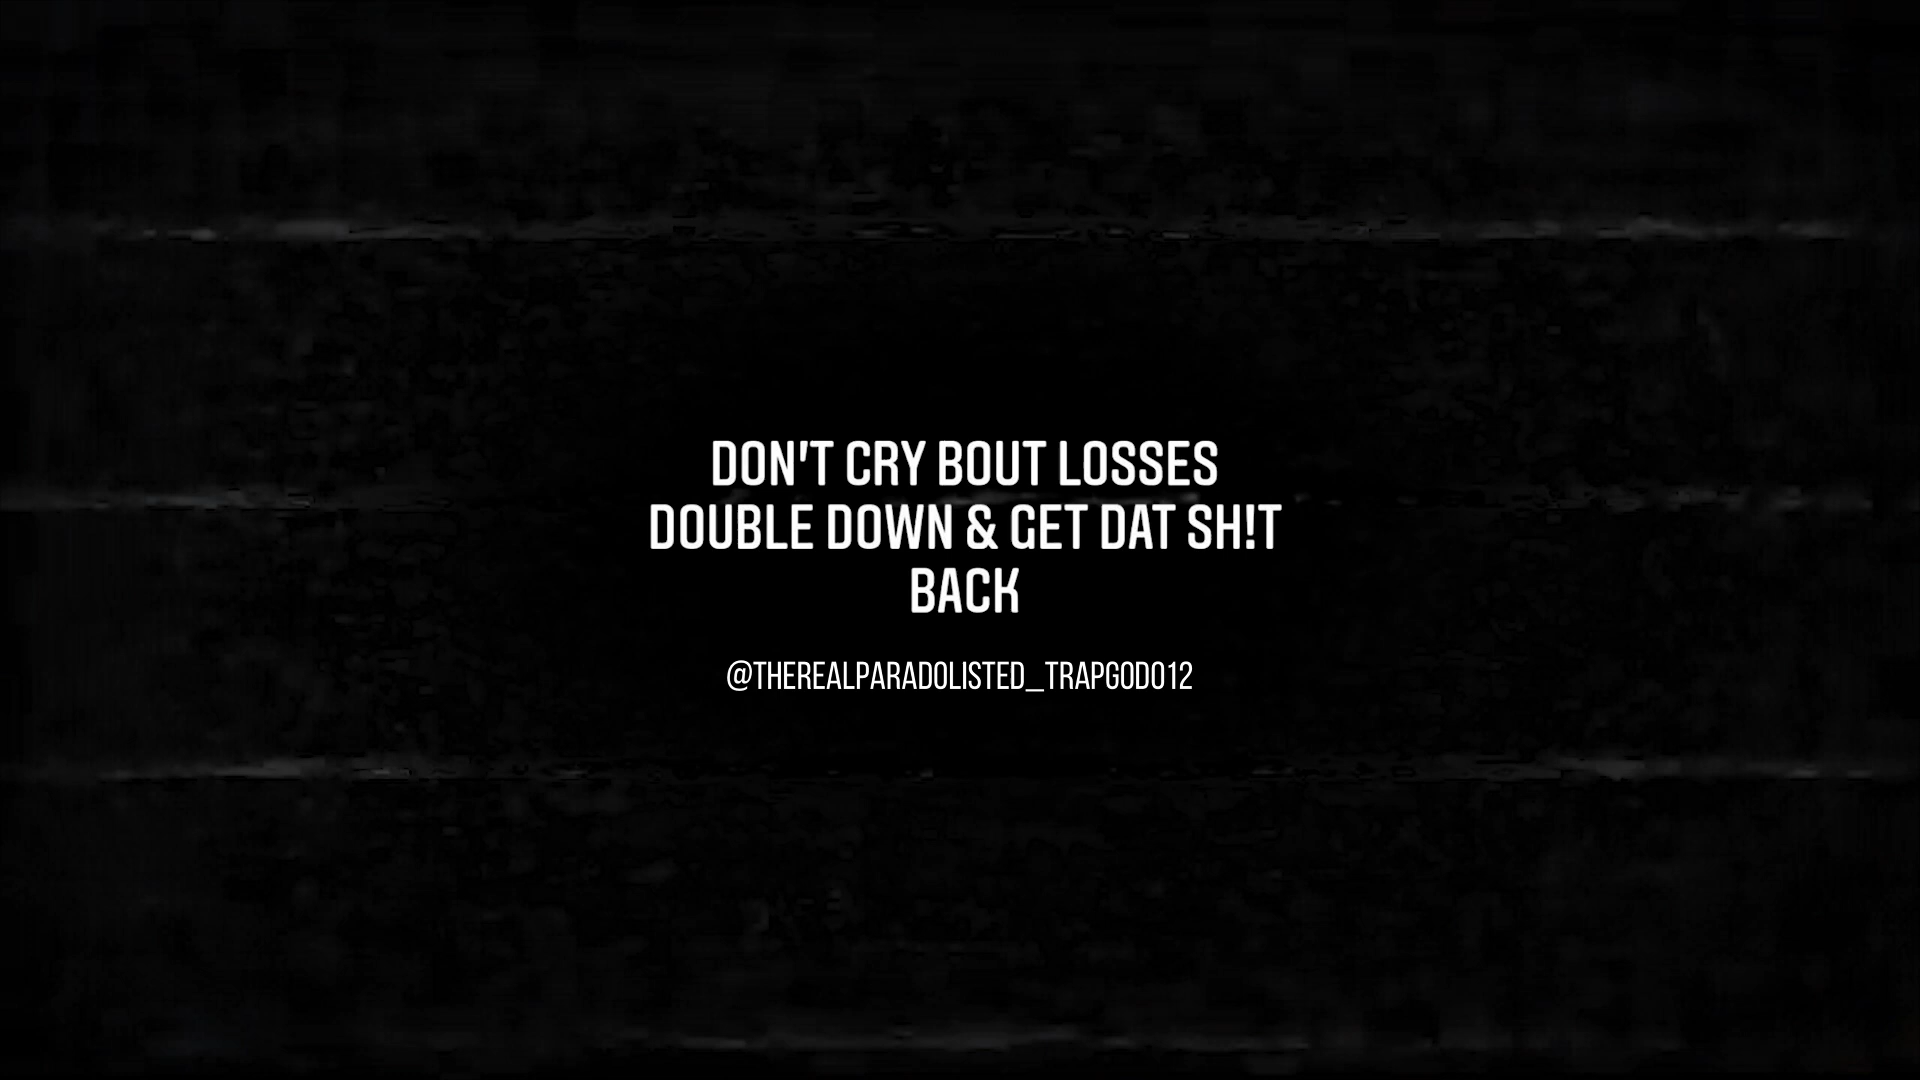 DON'T CRY BOUT LOSSES
DOUBLE DOWN & GET DAT SH!T
BACK
@THEREALPARADOLISTED_TRAPGOD012